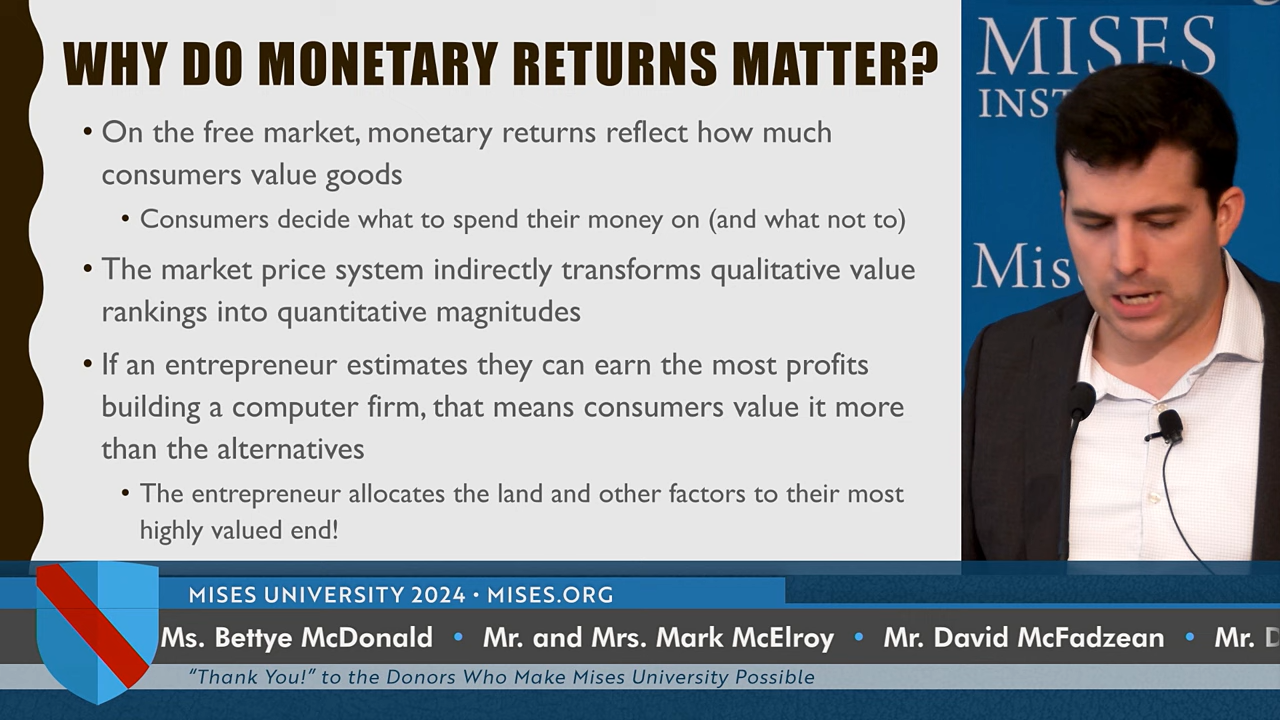 WHY DO MONETARY RETURNS MATTER?
• On the free market, monetary returns reflect how much
consumers value goods
• Consumers decide what to spend their money on (and what not to)
• The market price system indirectly transforms qualitative value
rankings into quantitative magnitudes
• If an entrepreneur estimates they can earn the most profits
building a computer firm, that means consumers value it more
than the alternatives
• The entrepreneur allocates the land and other factors to their most
highly valued end!
MISES
INST
Mis
MISES UNIVERSITY 2024 • MISES.ORG
Ms. Bettye McDonald • Mr. and Mrs. Mark McElroy • Mr. David McFadzean • Mr.
"Thank You!" to the Donors Who Make Mises University Possible